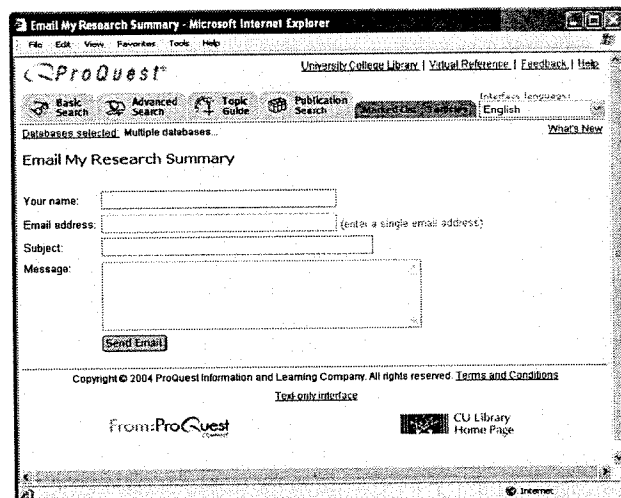 Email My Research Summary - Microsoft Internet Explorer
File Edit View Favorites Tools Help
ProQuest
University College Library | Virtual Reference | Feedback | Help
Basic Search
Advanced Search
Topic Guide
Publication Search
Interface language:
English
Databases selected: Multiple databases...
What's New
Email My Research Summary
Your name:
Email address: (enter a single email address)
Subject:
Message:
Send Email
Copyright © 2004 ProQuest Information and Learning Company. All rights reserved. Terms and Conditions
Text-only interface
From:ProQuest
CU Library
Home Page
Internet